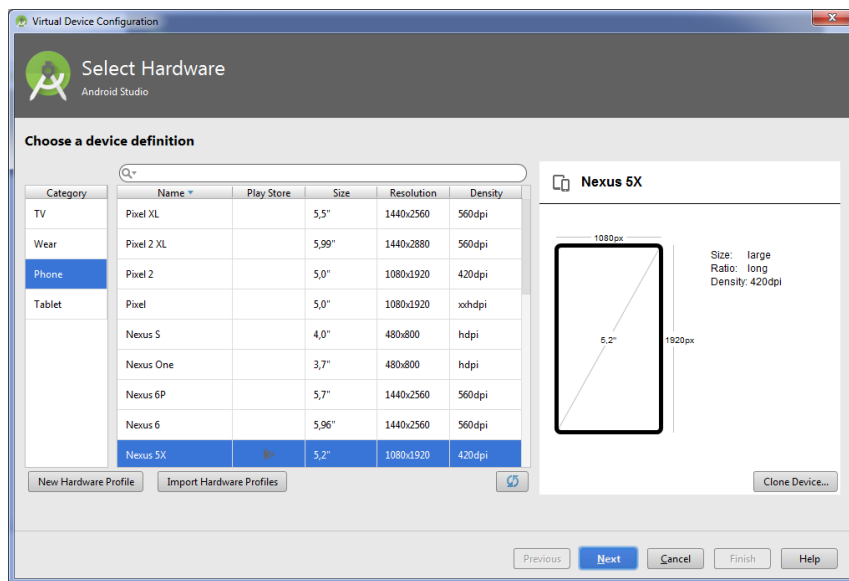 Virtual Device Configuration
Select Hardware
Android Studio
Choose a device definition
Category
TV
Wear
Phone
Tablet
Name Play Store Size Resolution Density
Pixel XL 5,5" 1440x2560 560dpi
Pixel 2 XL 5,99" 1440x2880 560dpi
Pixel 2 5,0" 1080x1920 420dpi
Pixel 5,0" 1080x1920 xxhdpi
Nexus S 4,0" 480x800 hdpi
Nexus One 3,7" 480x800 hdpi
Nexus 6P 5,7" 1440x2560 560dpi
Nexus 6 5,96" 1440x2560 560dpi
Nexus 5X 5,2" 1080x1920 420dpi
New Hardware Profile Import Hardware Profiles
Nexus 5X
1080px
5,2"
1920px
Size: large
Ratio: long
Density: 420dpi
Clone Device...
Previous Next Cancel Finish Help